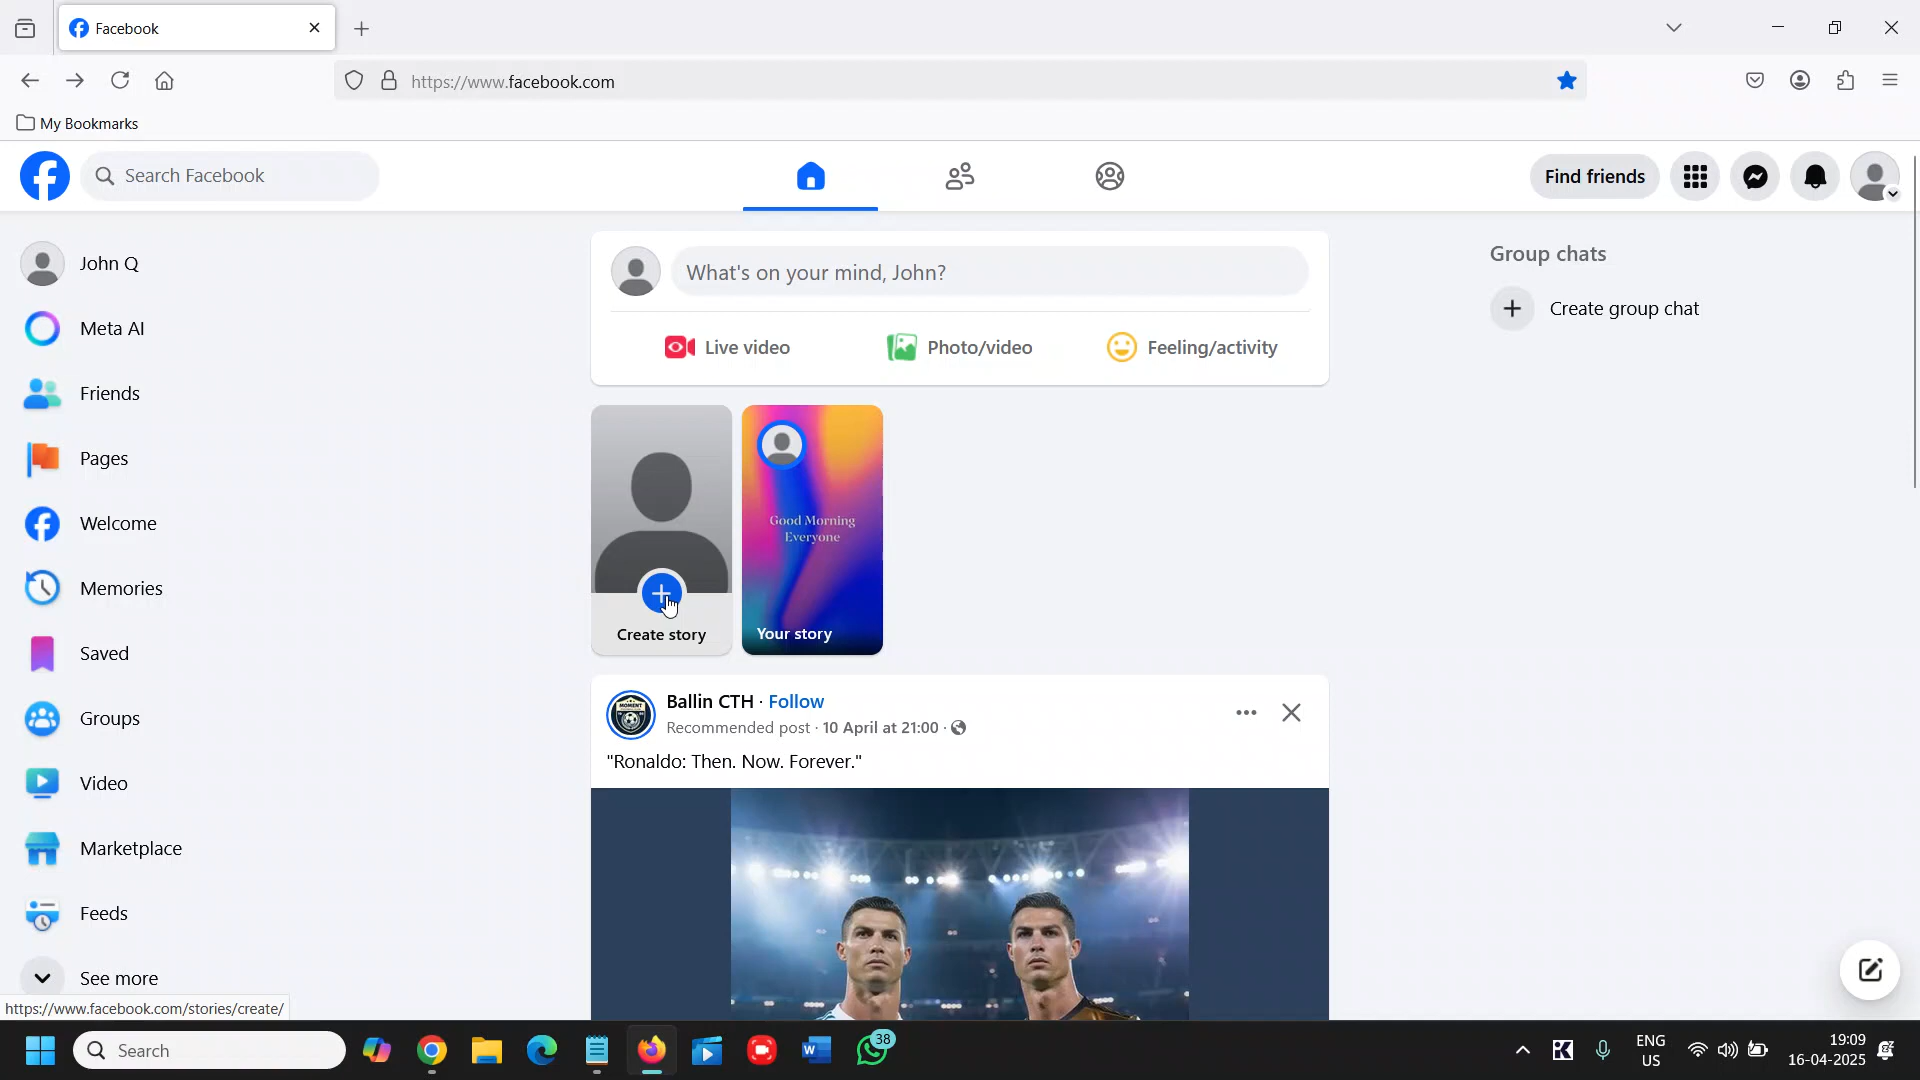 Facebook
https://www.facebook.com
My Bookmarks
Search Facebook
Find friends
John Q
Meta AI
Friends
Pages
Welcome
Memories
Saved
Groups
Video
Marketplace
Feeds
See more
https://www.facebook.com/stories/create/
What's on your mind, John?
Live video
Photo/video
Feeling/activity
Create story
Good Morning
Everyone
Your story
Ballin CTH · Follow
Recommended post · 10 April at 21:00 ·
"Ronaldo: Then. Now. Forever."
Group chats
Create group chat
Search
38
ENG
US
19:09
16-04-2025